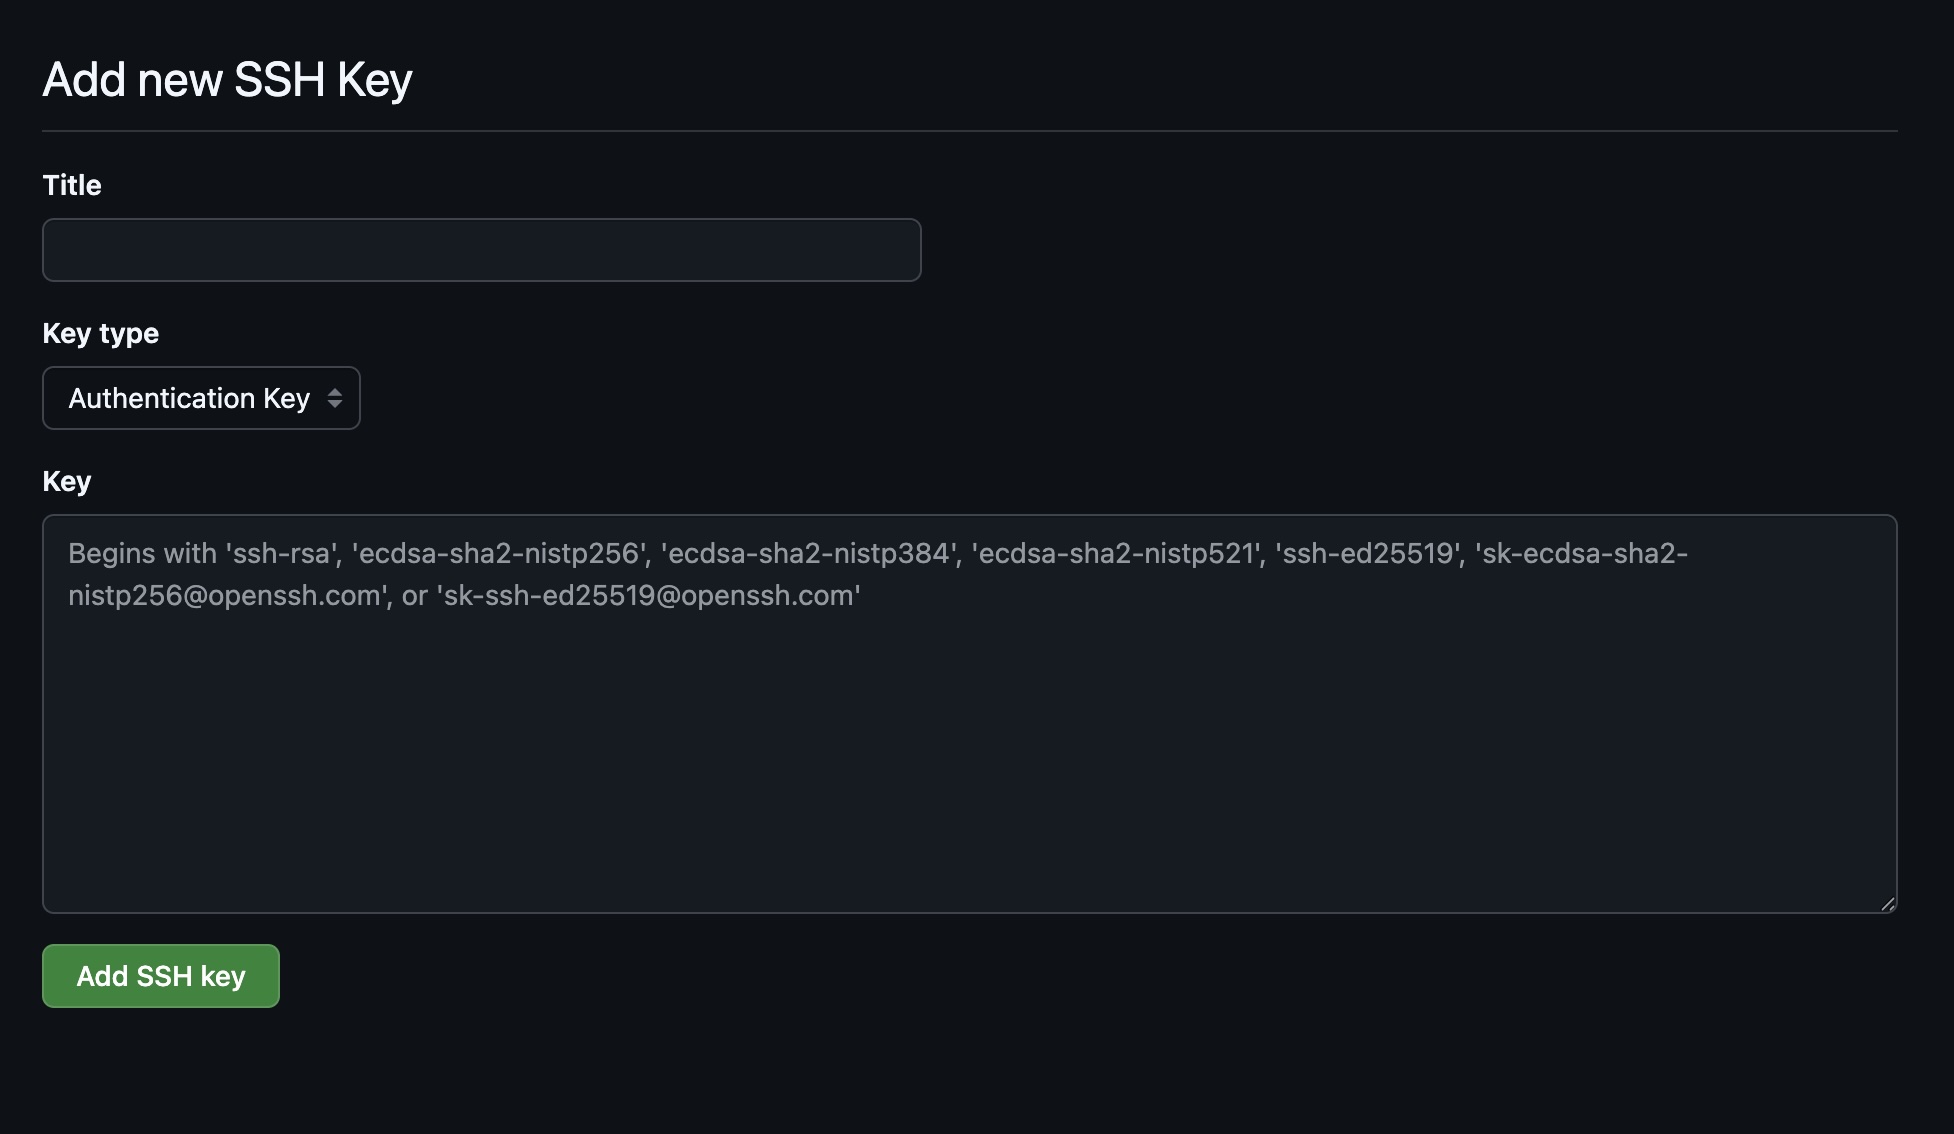 Add new SSH Key
Title
Key type
Authentication Key
Key
Begins with 'ssh-rsa', 'ecdsa-sha2-nistp256', 'ecdsa-sha2-nistp384', 'ecdsa-sha2-nistp521', 'ssh-ed25519', 'sk-ecdsa-sha2-
nistp256@openssh.com', or 'sk-ssh-ed25519@openssh.com'
Add SSH key